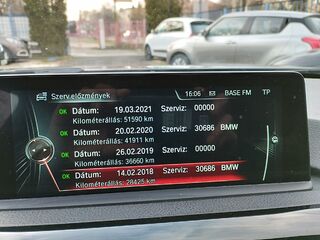 16:06 BASE FM TP
Szerv.előzmények
OK Dátum: 19.03.2021 Szerviz: 00000
Kilométerállás: 51590 km
OK Dátum: 20.02.2020 Szerviz: 30686 BMW
Kilométerállás: 41911 km
OK Dátum: 26.02.2019 Szerviz: 00000
Kilométerállás: 36660 km
OK Dátum: 14.02.2018 Szerviz: 30686 BMW
Kilométerállás: 28425 km